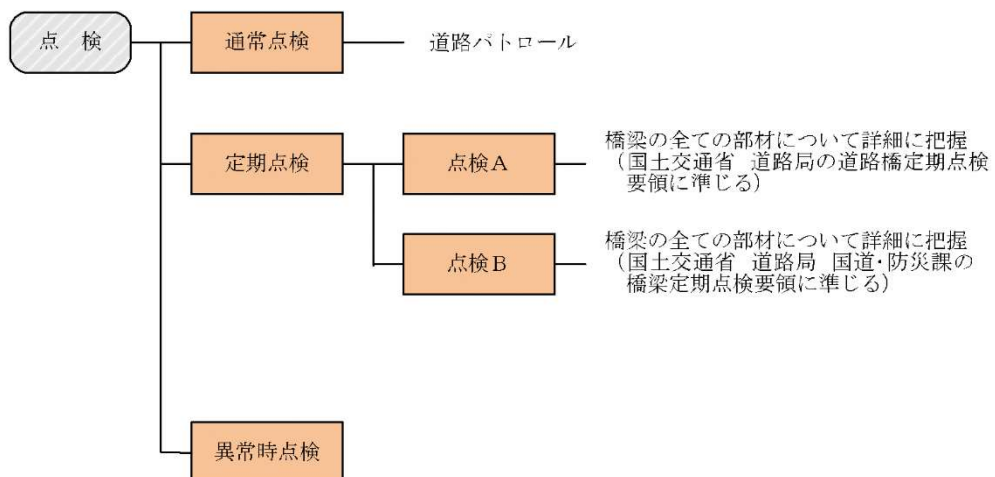 点 検
通常点検
道路パトロール
定期点検
点検A
橋梁の全ての部材について詳細に把握
（国土交通省 道路局の道路橋定期点検
要領に準じる）
点検B
橋梁の全ての部材について詳細に把握
（国土交通省 道路局 国道・防災課の
橋梁定期点検要領に準じる）
異常時点検